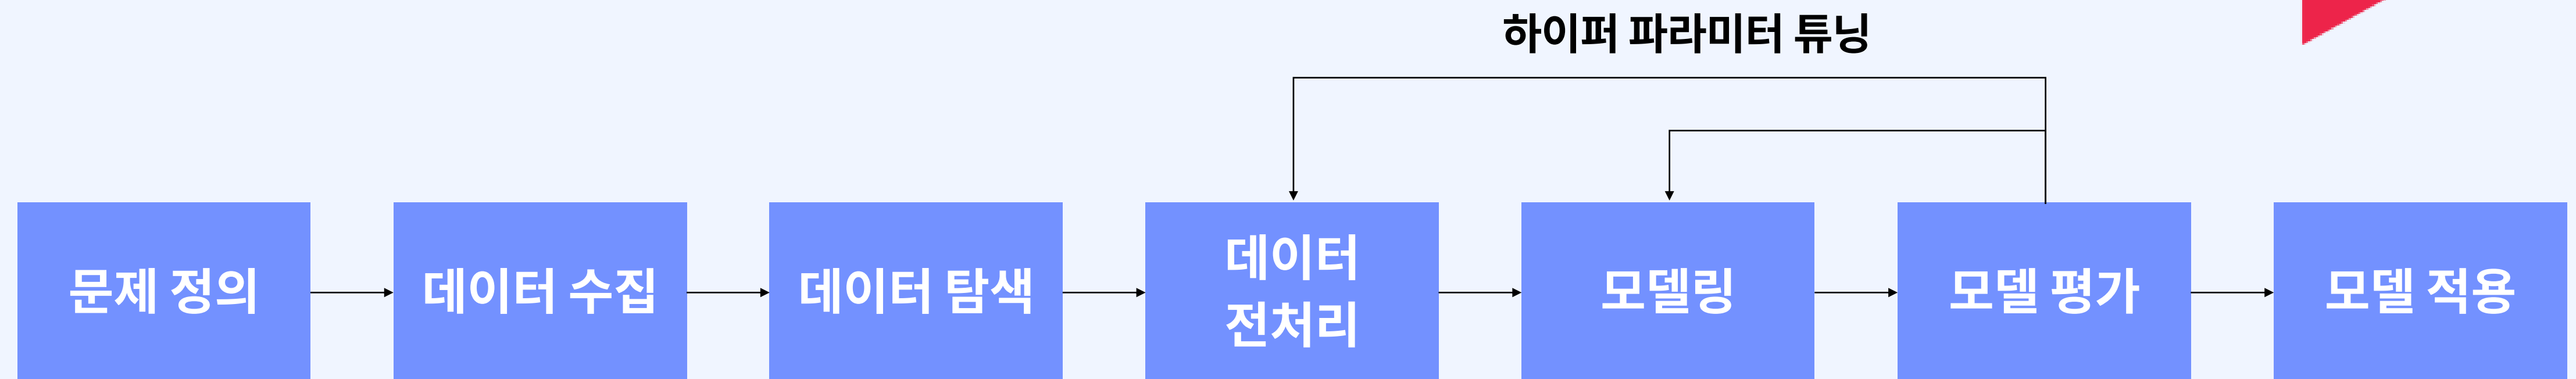 하이퍼 파라미터 튜닝
문제 정의
데이터 수집
데이터 탐색
데이터
전처리
모델링
모델 평가
모델 적용